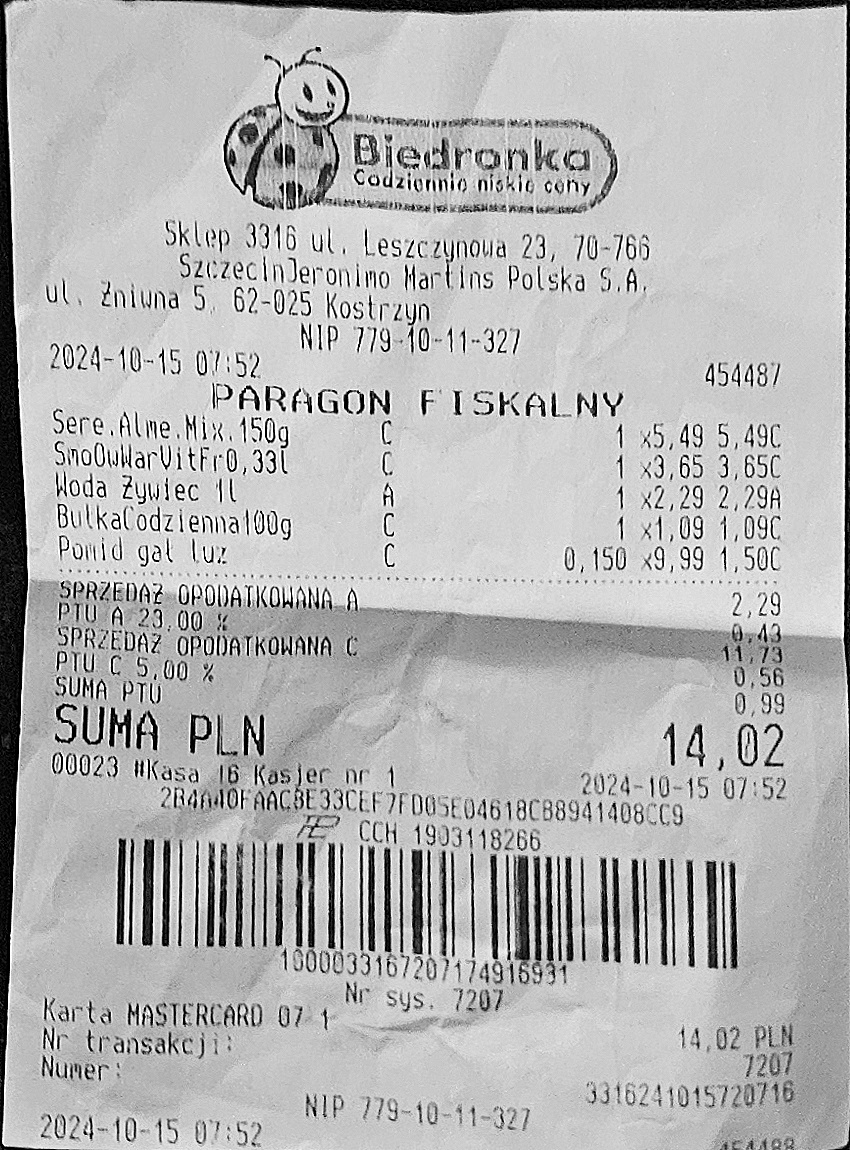 Biedronka
Codziennie niskie ceny
Sklep 3316 ul. Leszczynowa 23, 70-766
SzczecinJeronimo Martins Polska S.A.
ul. Żniwna 5, 62-025 Kostrzyn
NIP 779-10-11-327
2024-10-15 07:52 454487
PARAGON FISKALNY
Sere.Alme.Mix.150g C 1 x5,49 5,49C
SmoOwWarVitFr0,33l C 1 x3,65 3,65C
Woda Żywiec 1l A 1 x2,29 2,29A
BułkaCodzienna100g C 1 x1,09 1,09C
Pomid gał luz C 0,150 x9,99 1,50C
SPRZEDAŻ OPODATKOWANA A 2,29
PTU A 23,00 % 0,43
SPRZEDAŻ OPODATKOWANA C 11,73
PTU C 5,00 % 0,56
SUMA PTU 0,99
SUMA PLN 14,02
00023 #Kasa 16 Kasjer nr 1 2024-10-15 07:52
2B4A40FAACBE33CEF7FD05E04618CB8941408CC9
CCH 1903118266
1000033167207174916931
Nr sys. 7207
Karta MASTERCARD 07 1 14,02 PLN
Nr transakcji: 7207
Numer: 3316241015720716
NIP 779-10-11-327
2024-10-15 07:52 454488